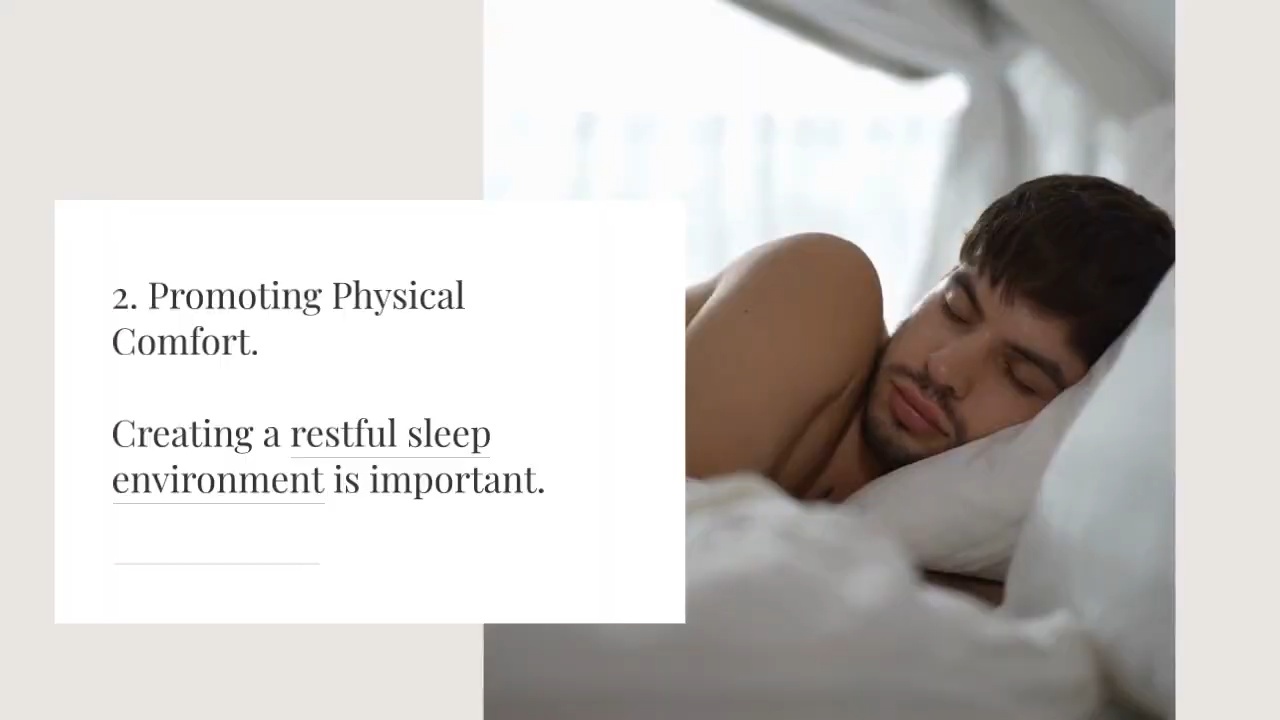 2. Promoting Physical
Comfort.
Creating a restful sleep
environment is important.